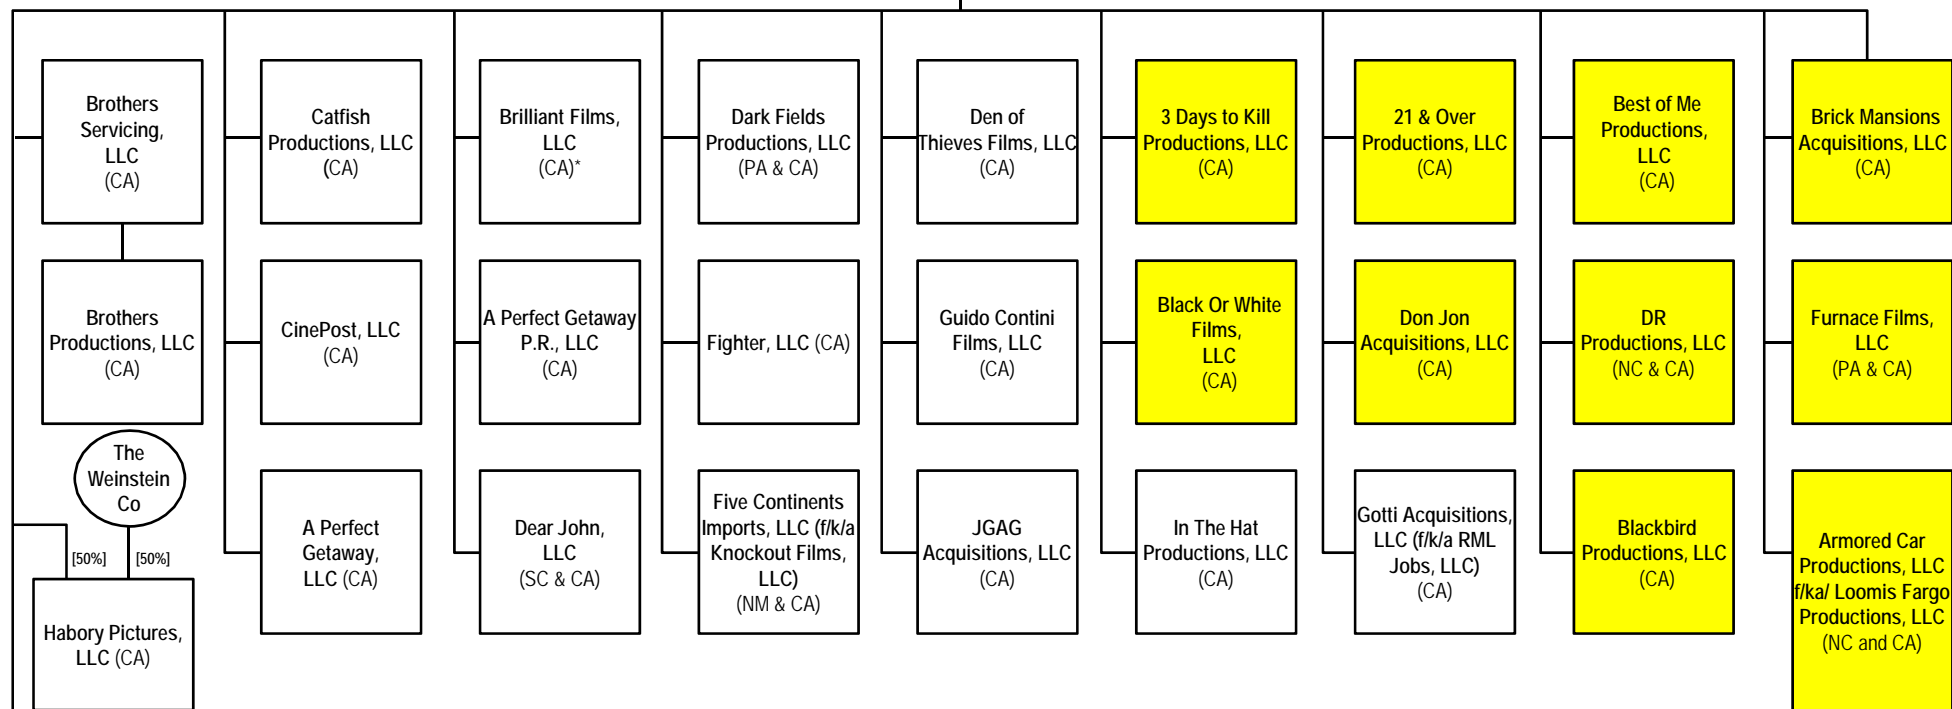 Brothers
Servicing,
LLC
(CA)
Catfish
Productions, LLC
(CA)
Brilliant Films,
LLC
(CA)*
Dark Fields
Productions, LLC
(PA & CA)
Den of
Thieves Films, LLC
(CA)
3 Days to Kill
Productions, LLC
(CA)
21 & Over
Productions, LLC
(CA)
Best of Me
Productions,
LLC
(CA)
Brick Mansions
Acquisitions, LLC
(CA)
Brothers
Productions, LLC
(CA)
CinePost, LLC
(CA)
A Perfect Getaway
P.R., LLC
(CA)
Fighter, LLC (CA)
Guido Contini
Films, LLC
(CA)
Black Or White
Films,
LLC
(CA)
Don Jon
Acquisitions, LLC
(CA)
DR
Productions, LLC
(NC & CA)
Furnace Films,
LLC
(PA & CA)
The
Weinstein
Co
[50%]
[50%]
Habory Pictures,
LLC (CA)
A Perfect
Getaway,
LLC (CA)
Dear John,
LLC
(SC & CA)
Five Continents
Imports, LLC (f/k/a
Knockout Films,
LLC)
(NM & CA)
JGAG
Acquisitions, LLC
(CA)
In The Hat
Productions, LLC
(CA)
Gotti Acquisitions,
LLC (f/k/a RML
Jobs, LLC)
(CA)
Blackbird
Productions, LLC
(CA)
Armored Car
Productions, LLC
f/ka/ Loomis Fargo
Productions, LLC
(NC and CA)